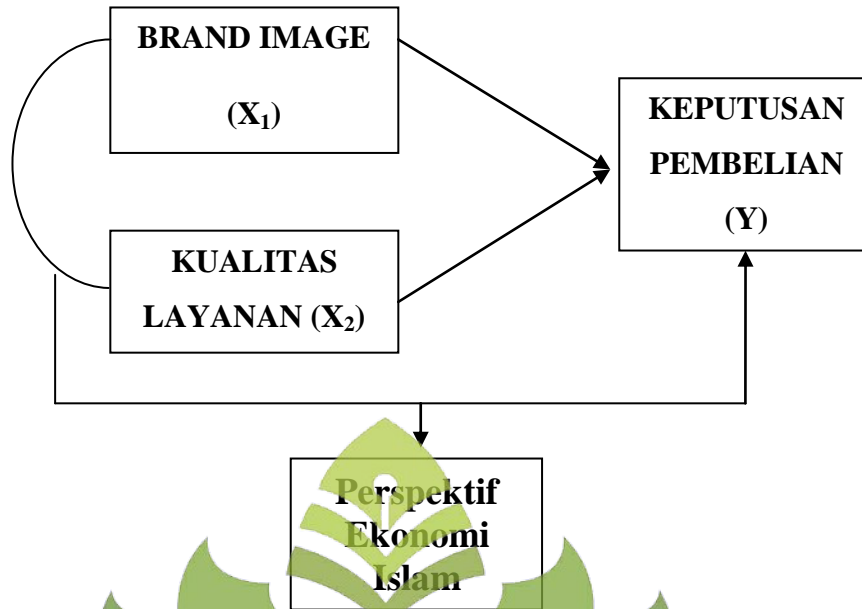 BRAND IMAGE
(X₁)
KUALITAS
LAYANAN (X₂)
KEPUTUSAN
PEMBELIAN
(Y)
Perspektif
Ekonomi
Islam